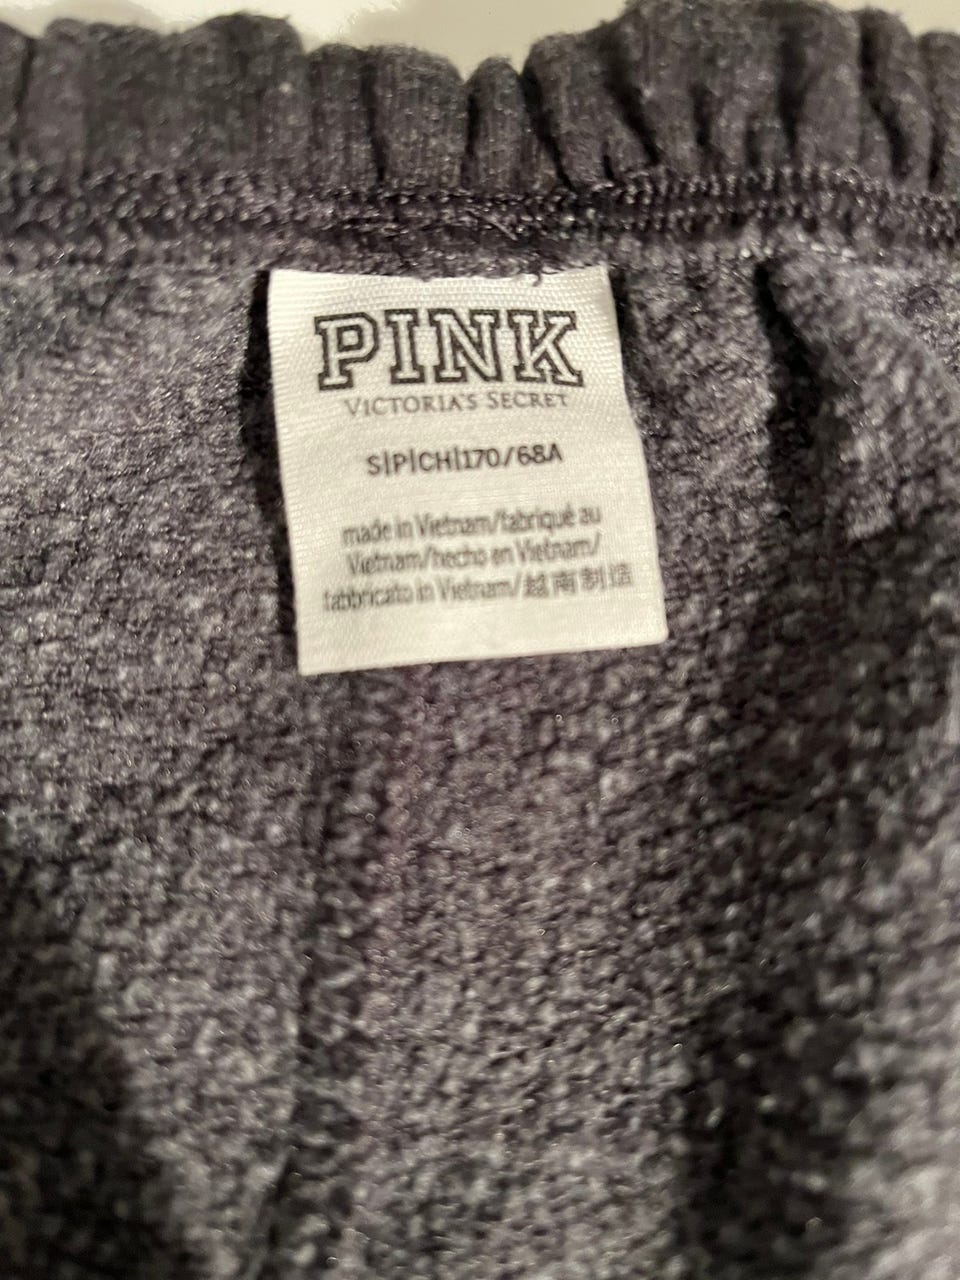 PINK
VICTORIA'S SECRET
S|P|CH|170/68A
made in Vietnam/fabriqué au
Vietnam/hecho en Vietnam/
fabbricato in Vietnam/越南制造